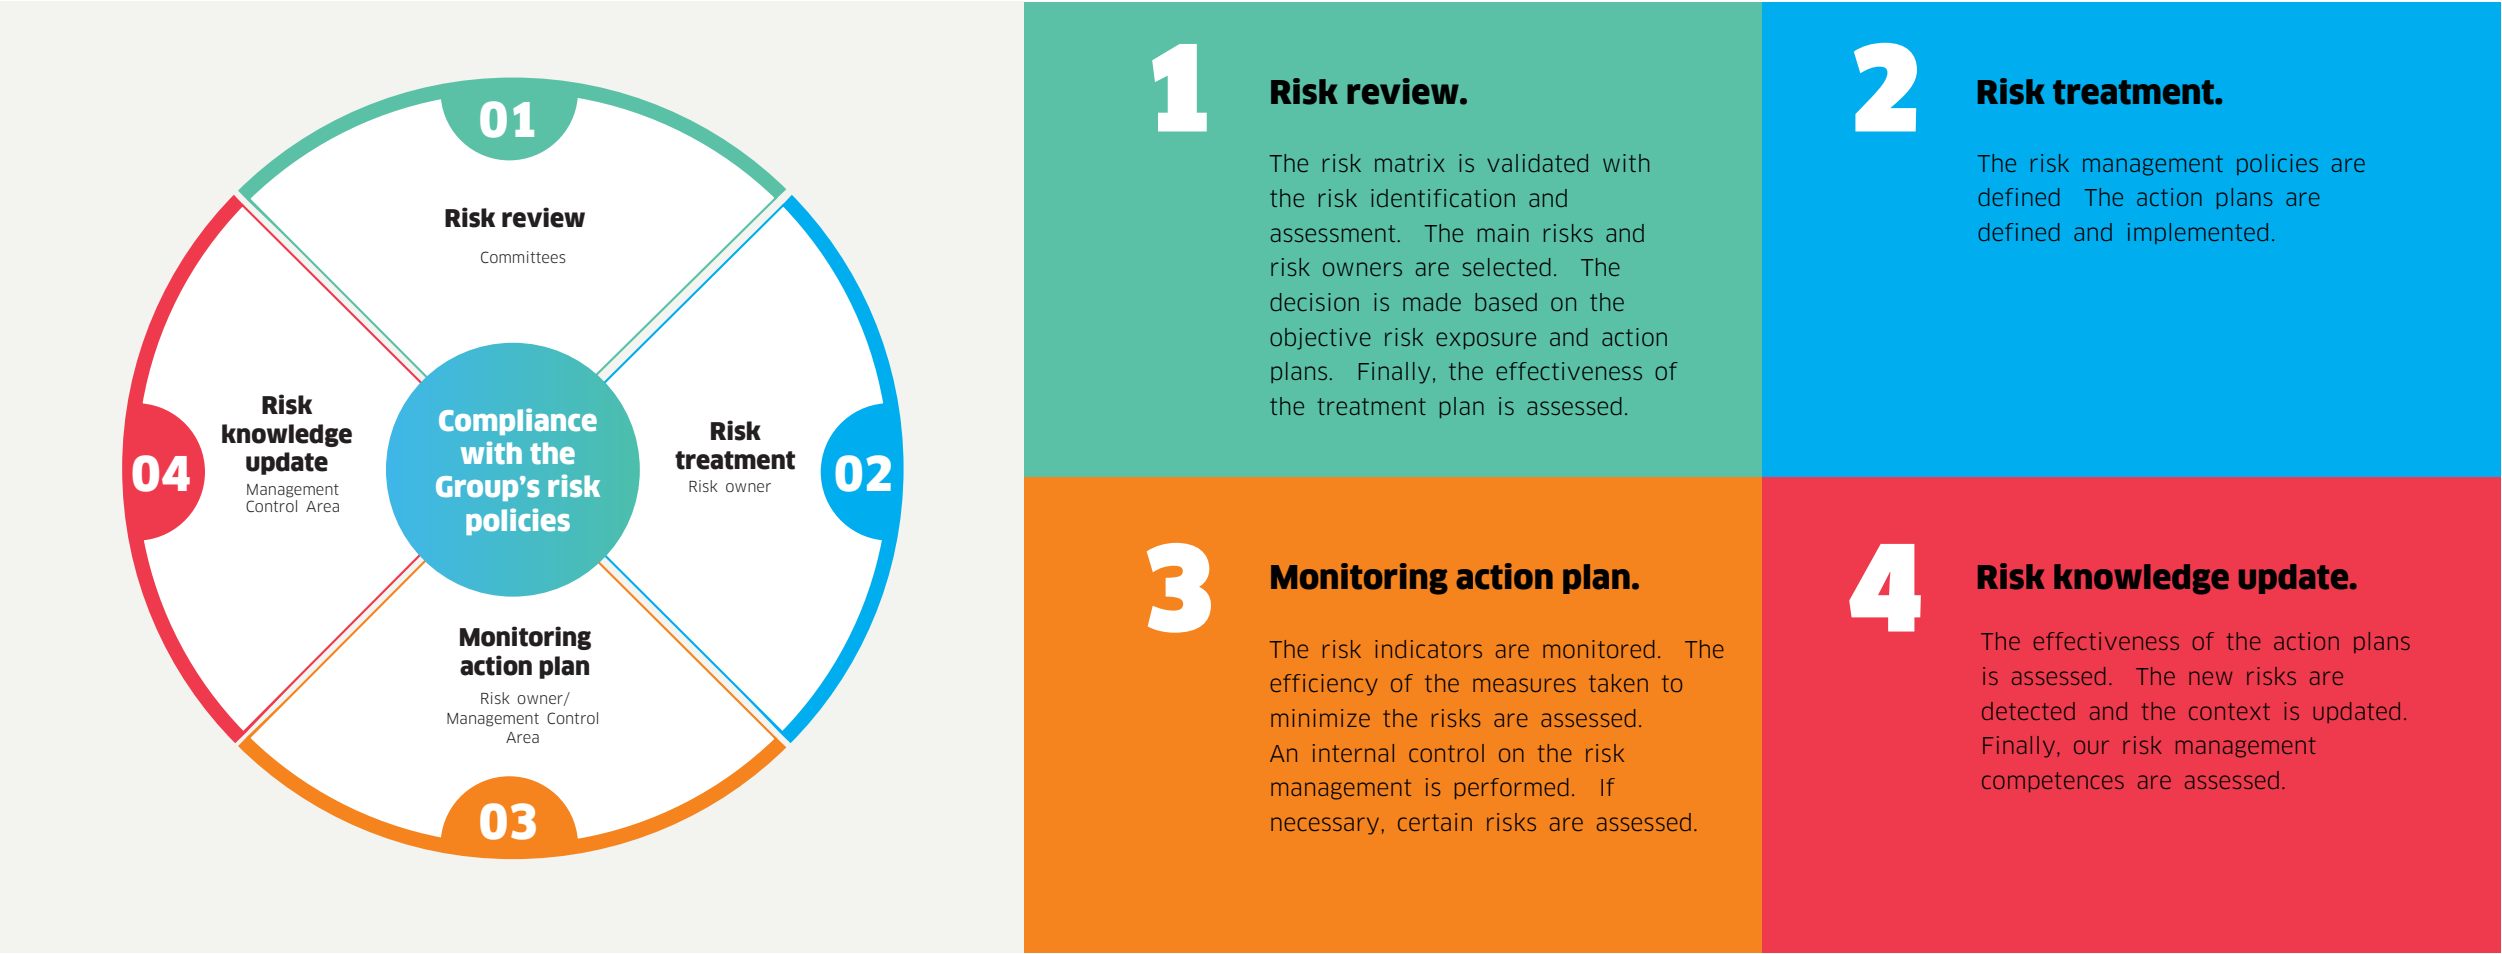 01
Risk review
Committees
02
Risk
treatment
Risk owner
03
Monitoring
action plan
Risk owner/
Management Control
Area
04
Risk
knowledge
update
Management
Control Area
Compliance
with the
Group’s risk
policies
1
Risk review.
The risk matrix is validated with
the risk identification and
assessment. The main risks and
risk owners are selected. The
decision is made based on the
objective risk exposure and action
plans. Finally, the effectiveness of
the treatment plan is assessed.
2
Risk treatment.
The risk management policies are
defined The action plans are
defined and implemented.
3
Monitoring action plan.
The risk indicators are monitored. The
efficiency of the measures taken to
minimize the risks are assessed.
An internal control on the risk
management is performed. If
necessary, certain risks are assessed.
4
Risk knowledge update.
The effectiveness of the action plans
is assessed. The new risks are
detected and the context is updated.
Finally, our risk management
competences are assessed.